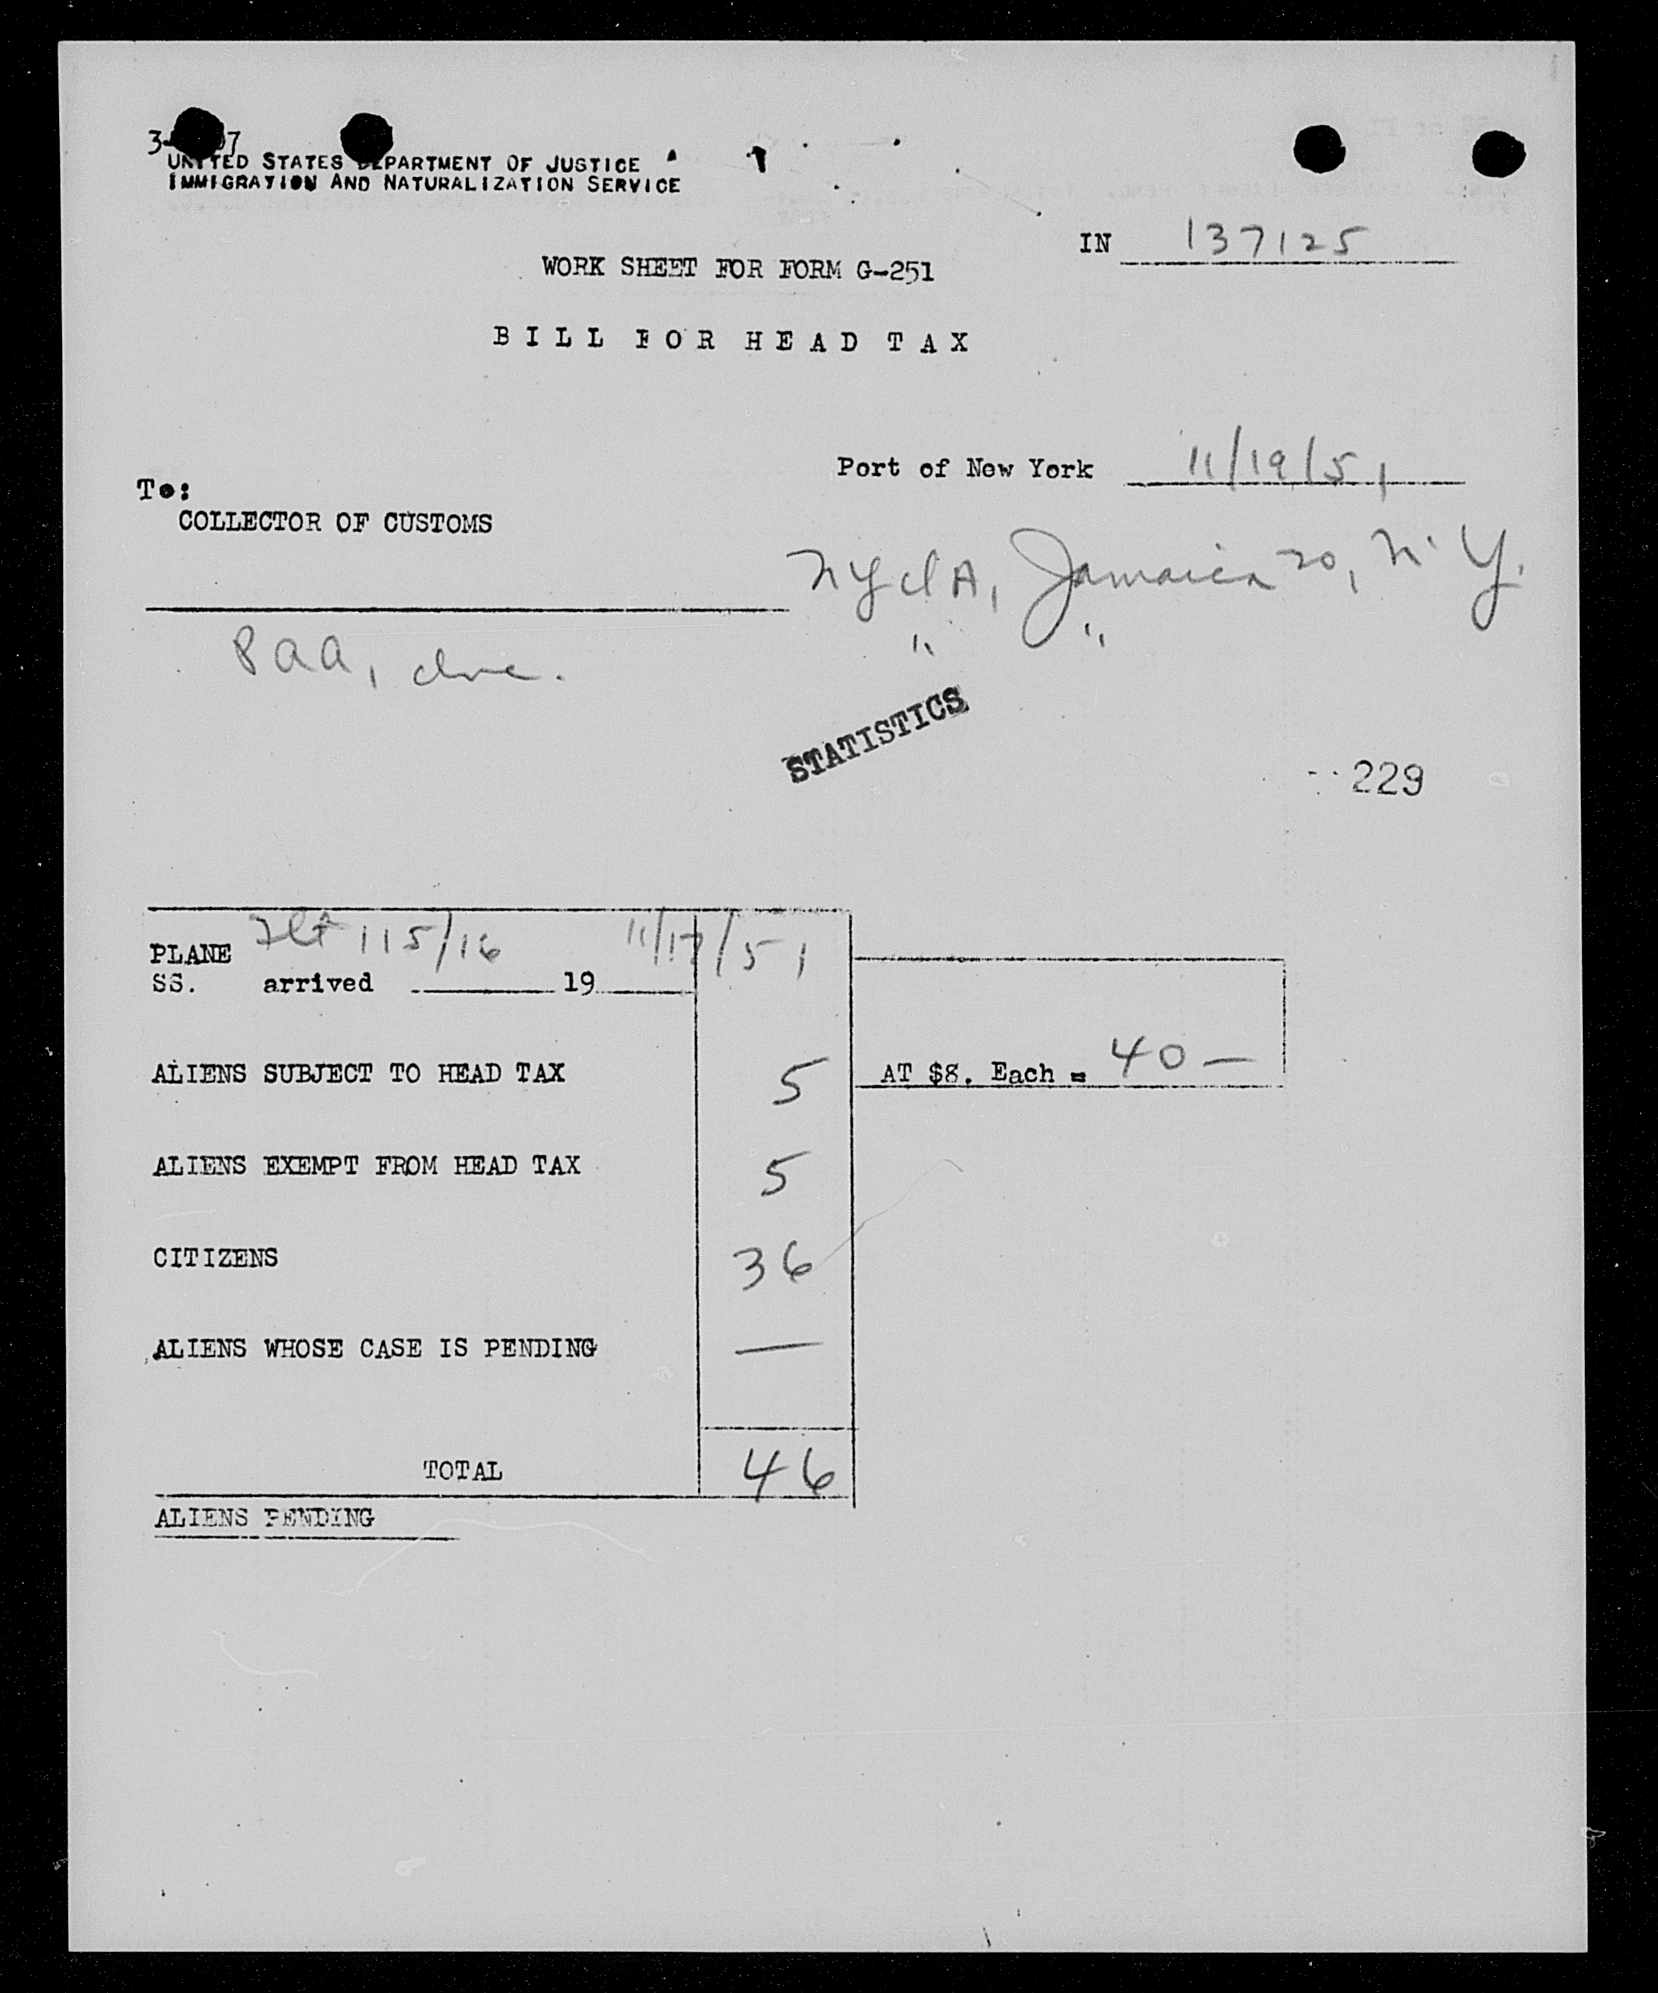 UNITED STATES DEPARTMENT OF JUSTICE
IMMIGRATION AND NATURALIZATION SERVICE
IN 137125
WORK SHEET FOR FORM G-251
BILL FOR HEAD TAX
Port of New York 11/19/51
To:
COLLECTOR OF CUSTOMS
NYIA, Jamaica 20, N.Y.
PAA, Inc. " "
STATISTICS
229
PLANE Flt 115/16 11/17/51
SS. arrived 19
ALIENS SUBJECT TO HEAD TAX 5 AT $8. Each = 40 —
ALIENS EXEMPT FROM HEAD TAX 5
CITIZENS 36
ALIENS WHOSE CASE IS PENDING —
TOTAL 46
ALIENS PENDING